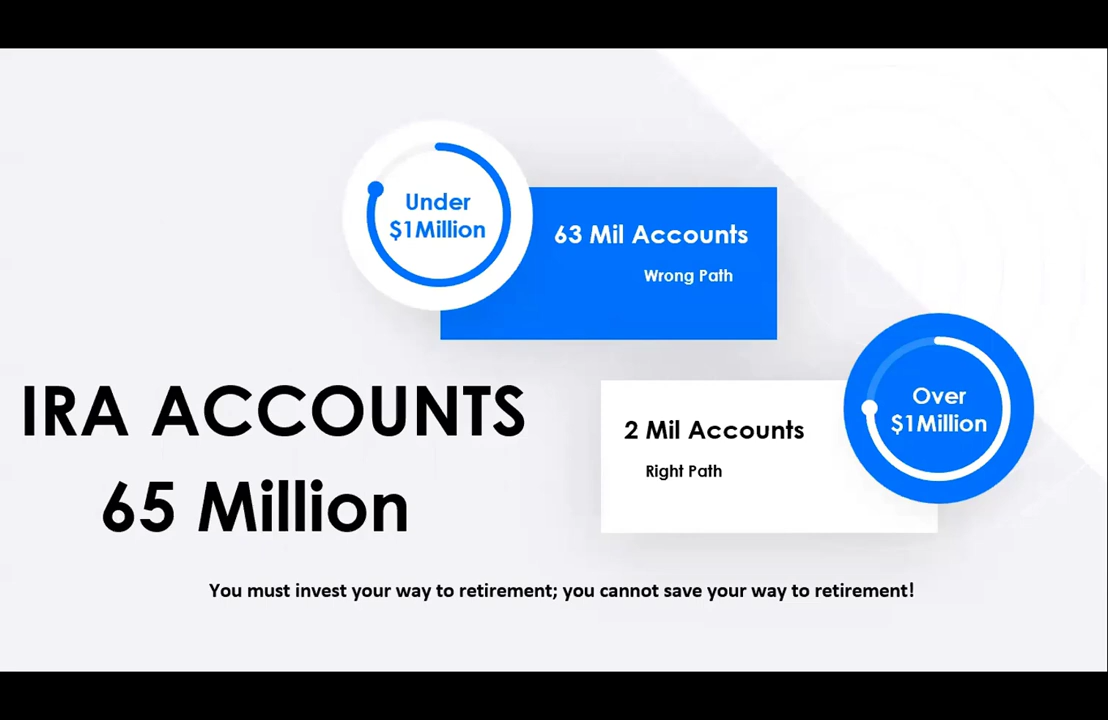 Under
$1Million
63 Mil Accounts
Wrong Path
Over
$1Million
2 Mil Accounts
Right Path
IRA ACCOUNTS
65 Million
You must invest your way to retirement; you cannot save your way to retirement!